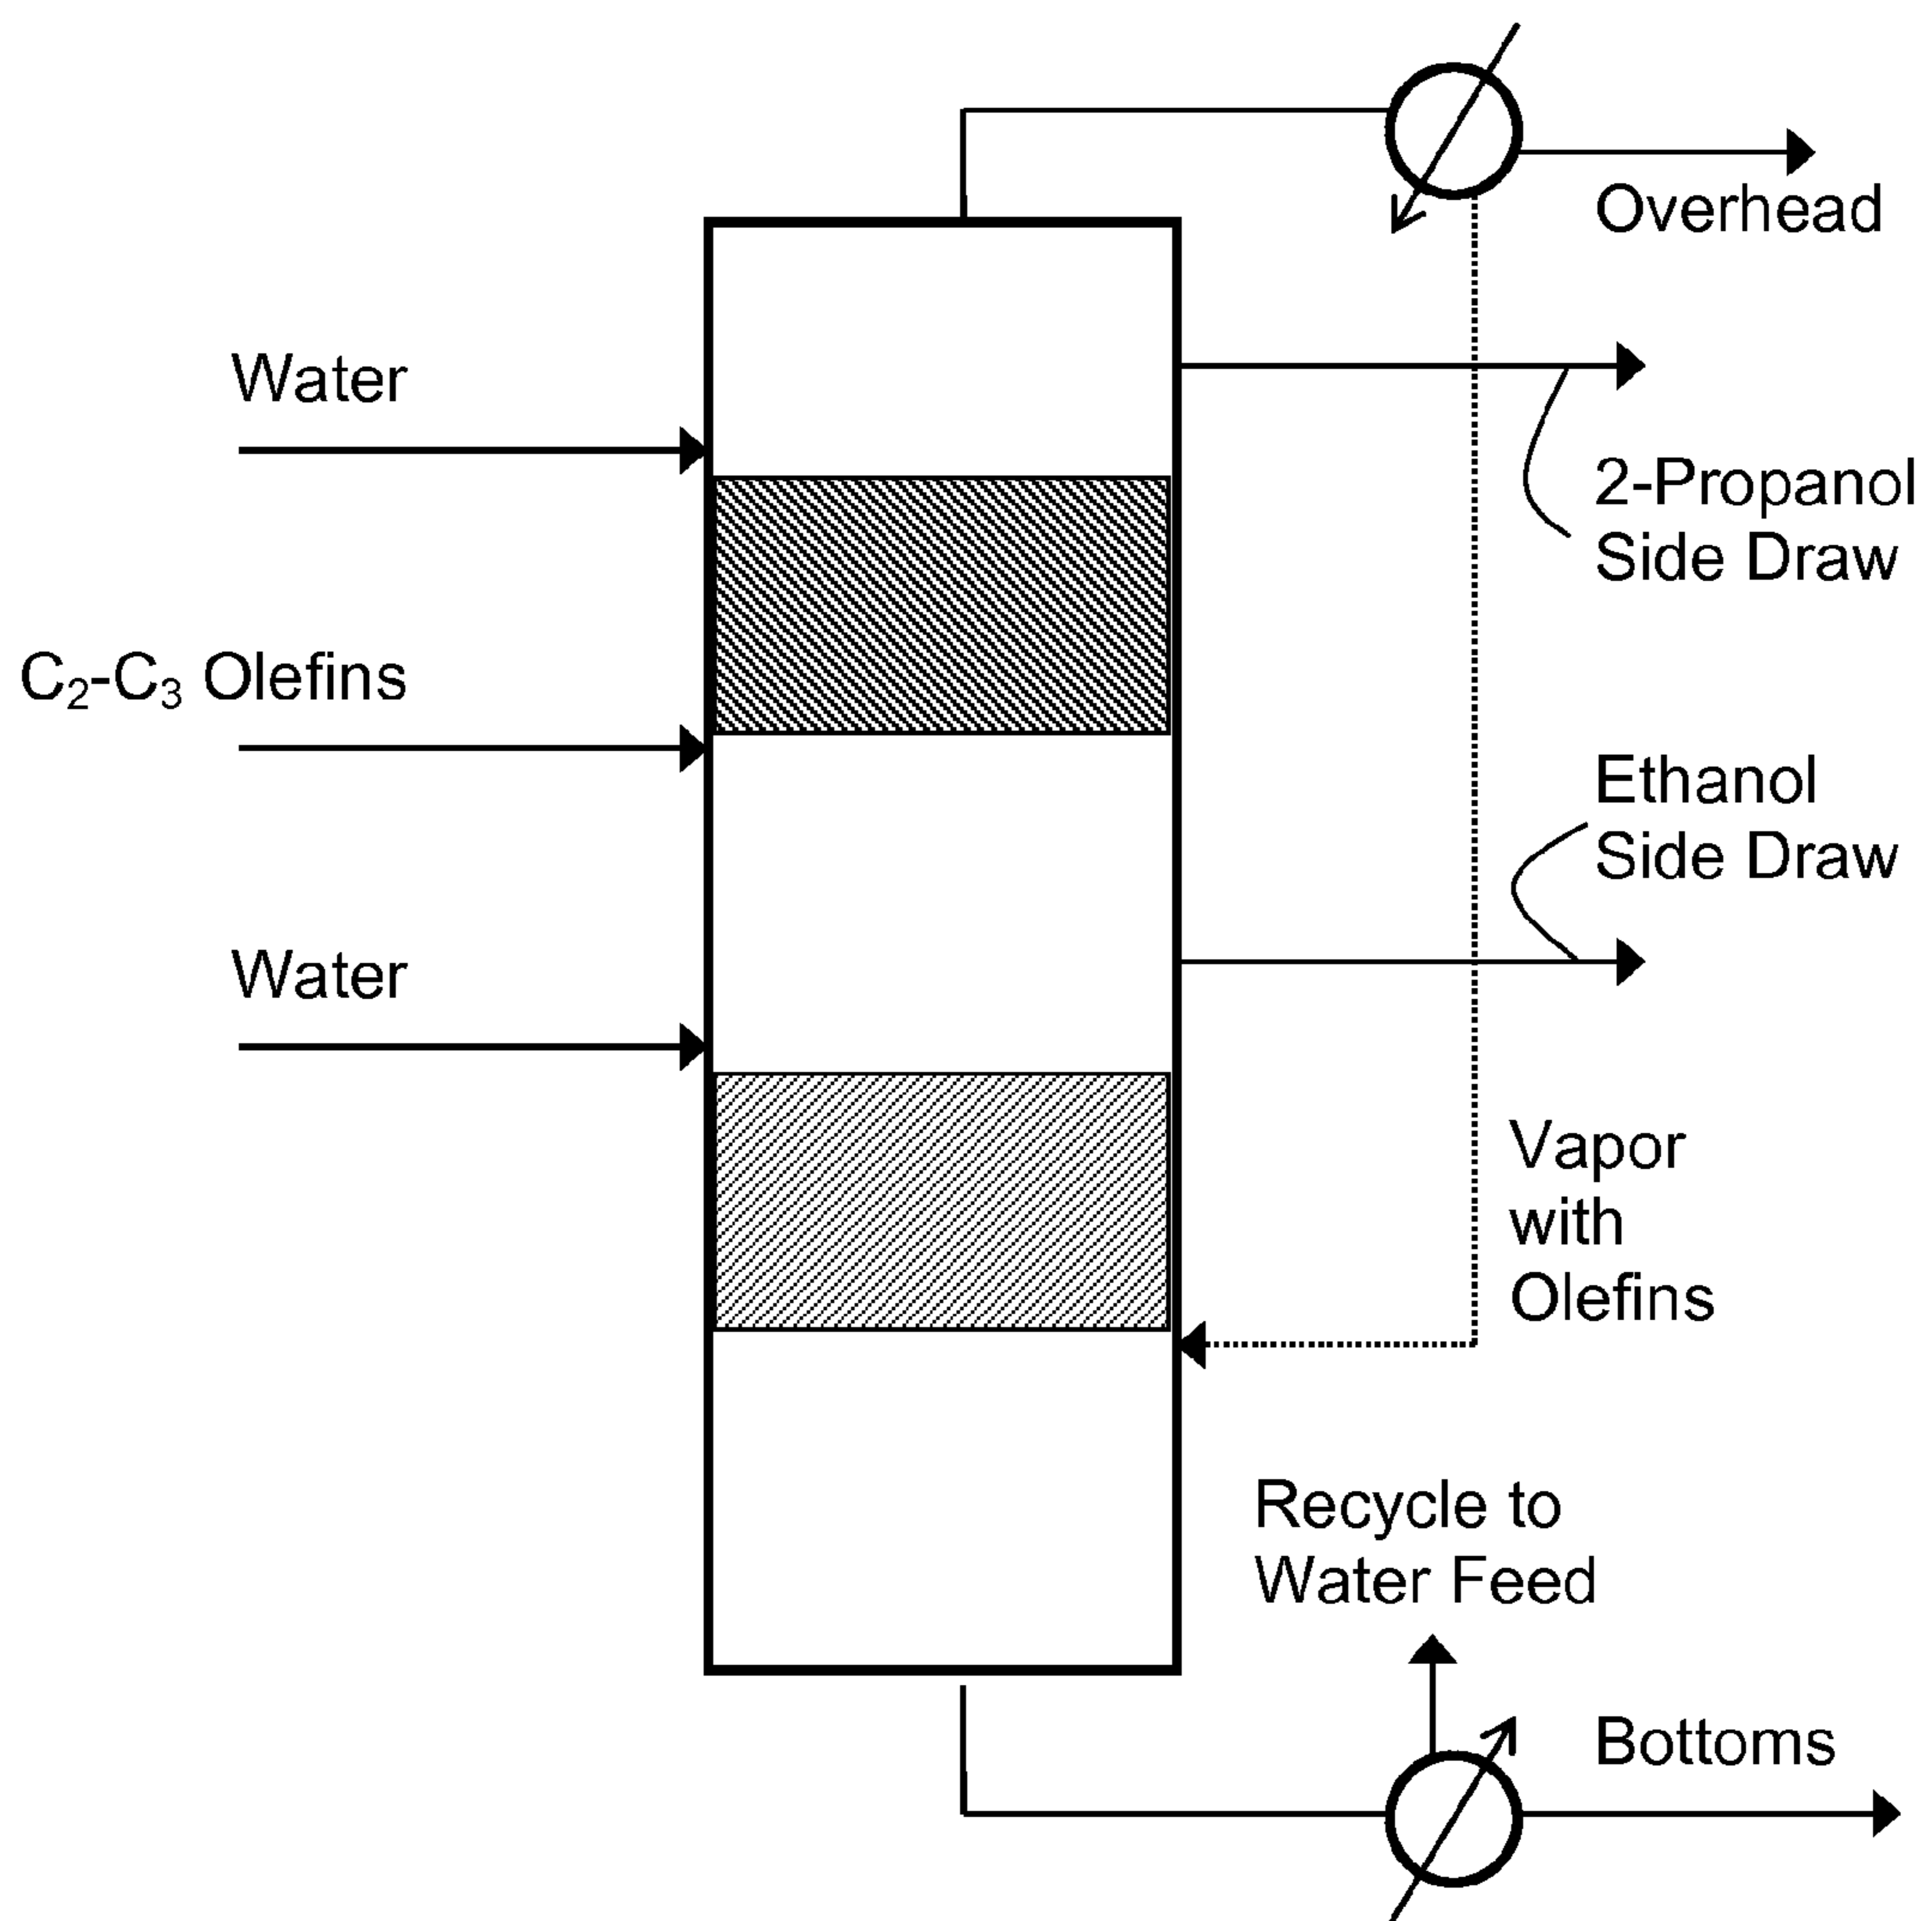 Overhead
Water
2-Propanol
Side Draw
C₂-C₃ Olefins
Ethanol
Side Draw
Water
Vapor
with
Olefins
Recycle to
Water Feed
Bottoms